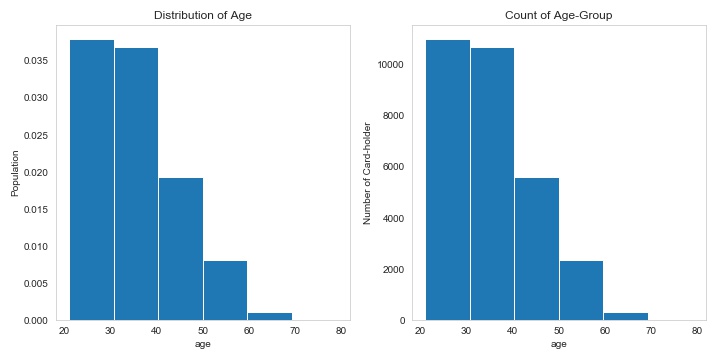 Distribution of Age
Population
0.035
0.030
0.025
0.020
0.015
0.010
0.005
0.000
20 30 40 50 60 70 80
age
Count of Age-Group
Number of Card-holder
10000
8000
6000
4000
2000
0
20 30 40 50 60 70 80
age